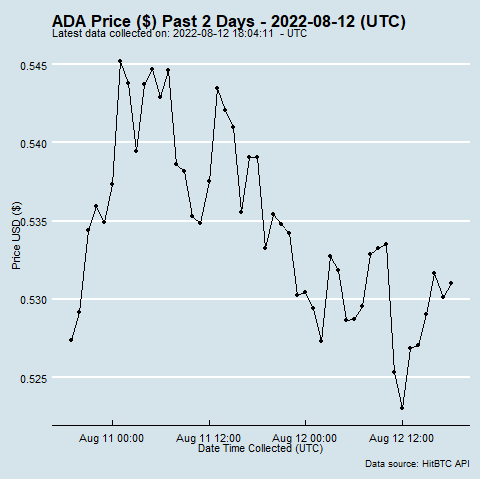 ADA Price ($) Past 2 Days - 2022-08-12 (UTC)
Latest data collected on: 2022-08-12 18:04:11  - UTC
0.545
0.540
0.535
0.530
0.525
Price USD ($)
Aug 11 00:00 Aug 11 12:00 Aug 12 00:00 Aug 12 12:00
Date Time Collected (UTC)
Data source: HitBTC API